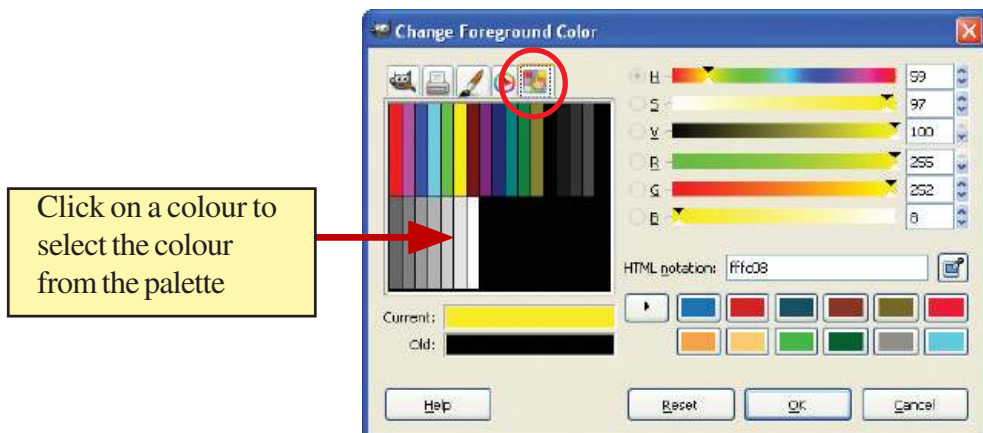 Change Foreground Color
H 59
S 97
V 100
R 255
G 252
B 8
Click on a colour to
select the colour
from the palette
HTML notation: fffc08
Current:
Old:
Help
Reset
OK
Cancel